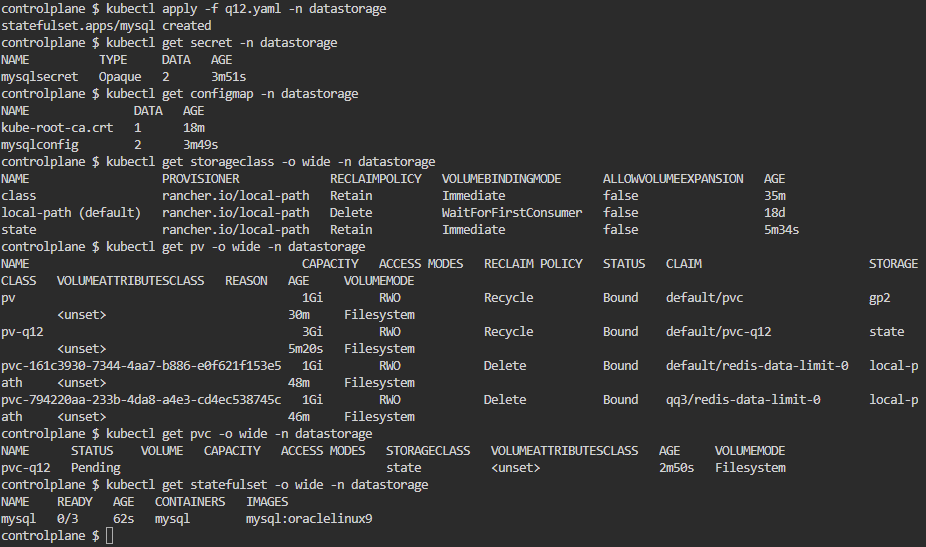 controlplane $ kubectl apply -f q12.yaml -n datastorage
statefulset.apps/mysql created
controlplane $ kubectl get secret -n datastorage
NAME          TYPE     DATA   AGE
mysqlsecret   Opaque   2      3m51s
controlplane $ kubectl get configmap -n datastorage
NAME               DATA   AGE
kube-root-ca.crt   1      18m
mysqlconfig        2      3m49s
controlplane $ kubectl get storageclass -o wide -n datastorage
NAME                   PROVISIONER             RECLAIMPOLICY   VOLUMEBINDINGMODE      ALLOWVOLUMEEXPANSION   AGE
class                  rancher.io/local-path   Retain          Immediate              false                  35m
local-path (default)   rancher.io/local-path   Delete          WaitForFirstConsumer   false                  18d
state                  rancher.io/local-path   Retain          Immediate              false                  5m34s
controlplane $ kubectl get pv -o wide -n datastorage
NAME                                       CAPACITY   ACCESS MODES   RECLAIM POLICY   STATUS   CLAIM                        STORAGE
CLASS   VOLUMEATTRIBUTESCLASS   REASON   AGE     VOLUMEMODE
pv                                         1Gi        RWO            Recycle          Bound    default/pvc                  gp2
        <unset>                          30m     Filesystem
pv-q12                                     3Gi        RWO            Recycle          Bound    default/pvc-q12              state
        <unset>                          5m20s   Filesystem
pvc-161c3930-7344-4aa7-b886-e0f621f153e5   1Gi        RWO            Delete           Bound    default/redis-data-limit-0   local-p
ath     <unset>                          48m     Filesystem
pvc-794220aa-233b-4da8-a4e3-cd4ec538745c   1Gi        RWO            Delete           Bound    qq3/redis-data-limit-0       local-p
ath     <unset>                          46m     Filesystem
controlplane $ kubectl get pvc -o wide -n datastorage
NAME      STATUS    VOLUME   CAPACITY   ACCESS MODES   STORAGECLASS   VOLUMEATTRIBUTESCLASS   AGE     VOLUMEMODE
pvc-q12   Pending                                      state          <unset>                 2m50s   Filesystem
controlplane $ kubectl get statefulset -o wide -n datastorage
NAME    READY   AGE   CONTAINERS   IMAGES
mysql   0/3     62s   mysql        mysql:oraclelinux9
controlplane $